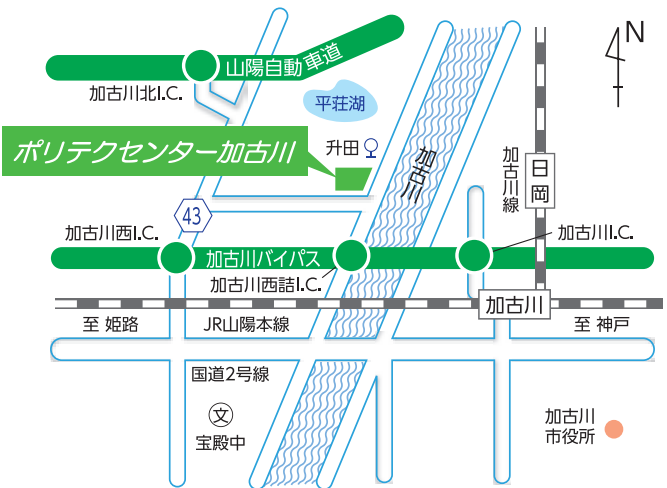 N
山陽自動車道
加古川北I.C.
平荘湖
ポリテクセンター加古川
升田
加古川
加古川線
日岡
43
加古川西I.C.
加古川バイパス
加古川I.C.
加古川西詰I.C.
加古川
至 姫路
JR山陽本線
至 神戸
国道2号線
文
宝殿中
加古川
市役所